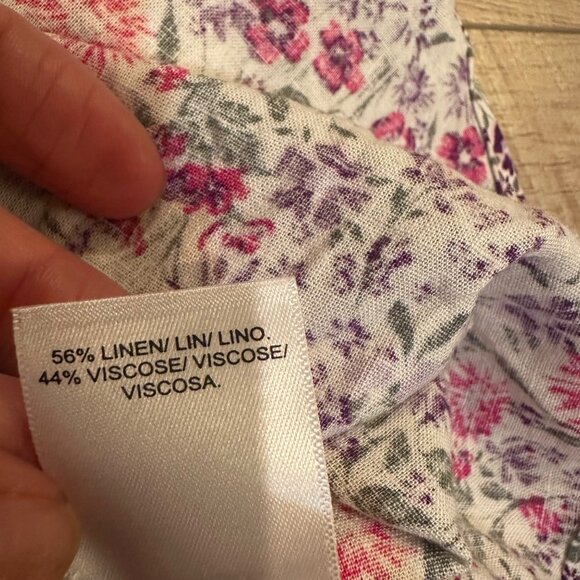 56% LINEN/ LIN/ LINO.
44% VISCOSE/ VISCOSE/
VISCOSA.